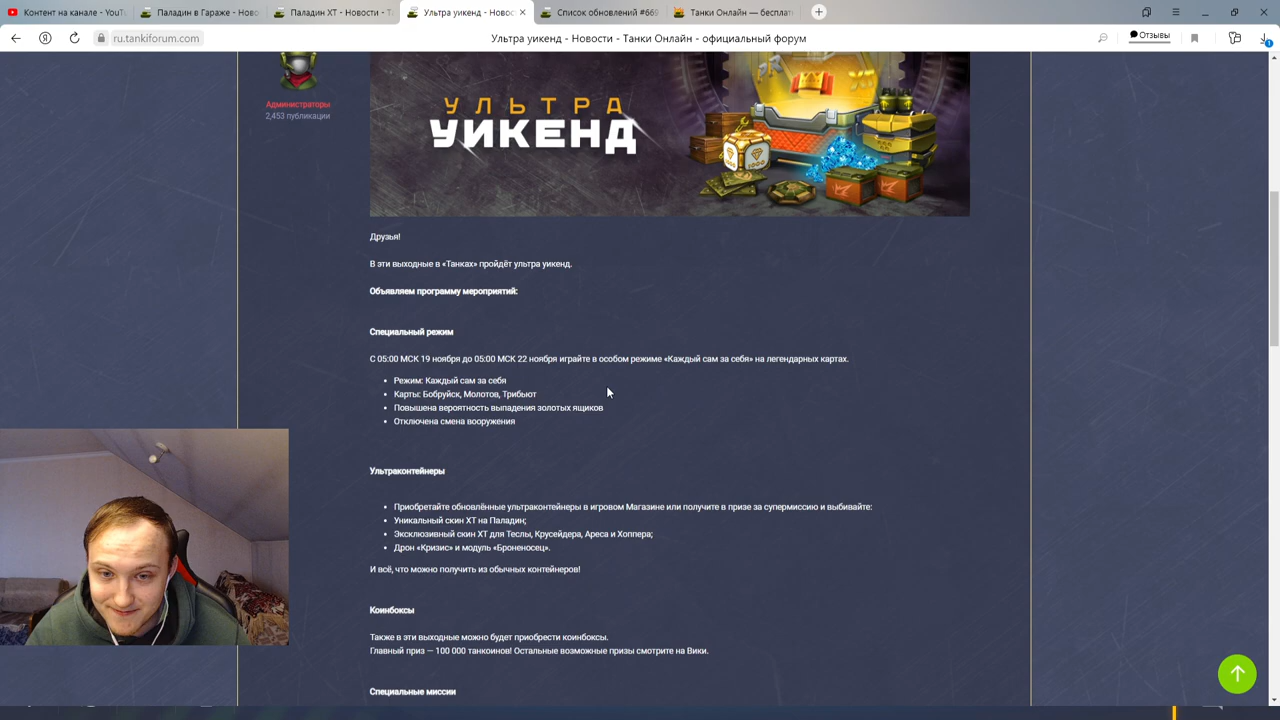 Контент на канале - YouTu
Паладин в Гараже - Ново
Паладин ХТ - Новости - Т
Ультра уикенд - Новос
Список обновлений #669
Танки Онлайн — бесплат
ru.tankiforum.com
Ультра уикенд - Новости - Танки Онлайн - официальный форум
Отзывы
1
Администраторы
2,453 публикации
УЛЬТРА
УИКЕНД
Друзья!
В эти выходные в «Танках» пройдёт ультра уикенд.
Объявляем программу мероприятий:
Специальный режим
С 05:00 МСК 19 ноября до 05:00 МСК 22 ноября играйте в особом режиме «Каждый сам за себя» на легендарных картах.
• Режим: Каждый сам за себя
• Карты: Бобруйск, Молотов, Трибьют
• Повышена вероятность выпадения золотых ящиков
• Отключена смена вооружения
Ультраконтейнеры
• Приобретайте обновлённые ультраконтейнеры в игровом Магазине или получите в призе за супермиссию и выбивайте:
• Уникальный скин ХТ на Паладин;
• Эксклюзивный скин ХТ для Теслы, Крусейдера, Ареса и Хоппера;
• Дрон «Кризис» и модуль «Броненосец».
И всё, что можно получить из обычных контейнеров!
Коинбоксы
Также в эти выходные можно будет приобрести коинбоксы.
Главный приз — 100 000 танкоинов! Остальные возможные призы смотрите на Вики.
Специальные миссии